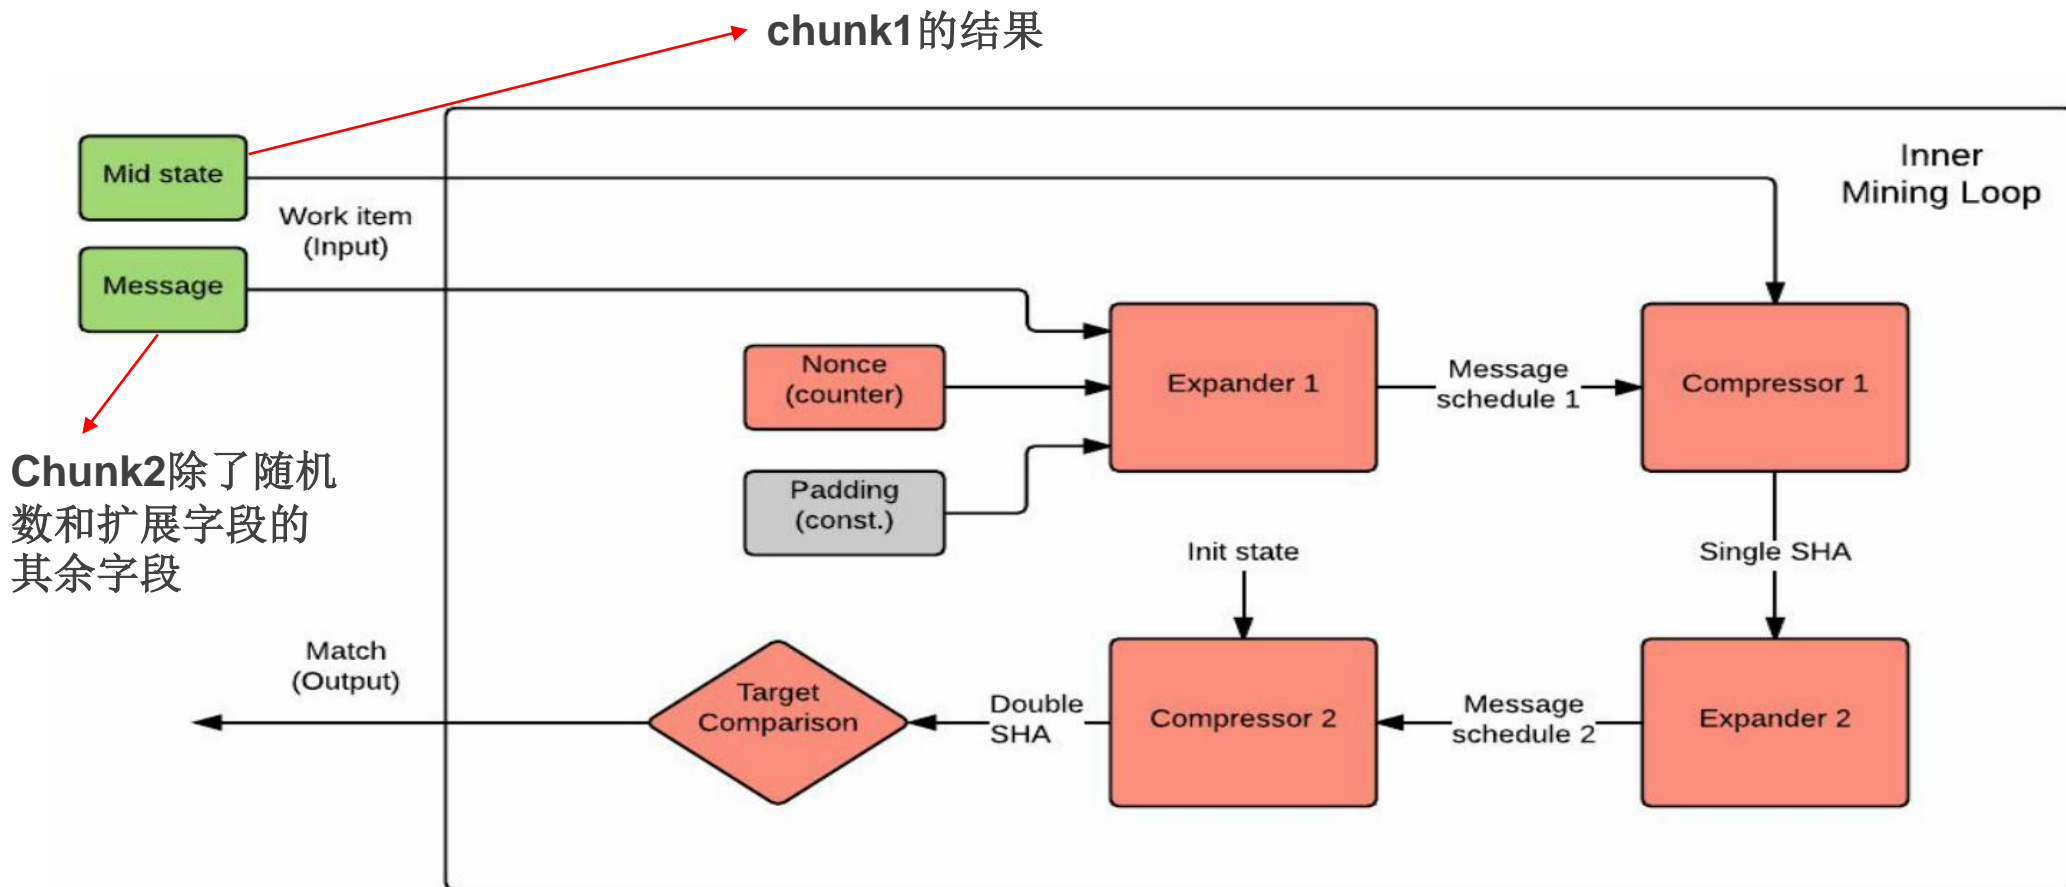 chunk1的结果
Inner
Mining Loop
Mid state
Work item
(Input)
Message
Nonce
(counter)
Expander 1
Message
schedule 1
Compressor 1
Chunk2除了随机
数和扩展字段的
其余字段
Padding
(const.)
Init state
Single SHA
Match
(Output)
Target
Comparison
Double
SHA
Compressor 2
Message
schedule 2
Expander 2